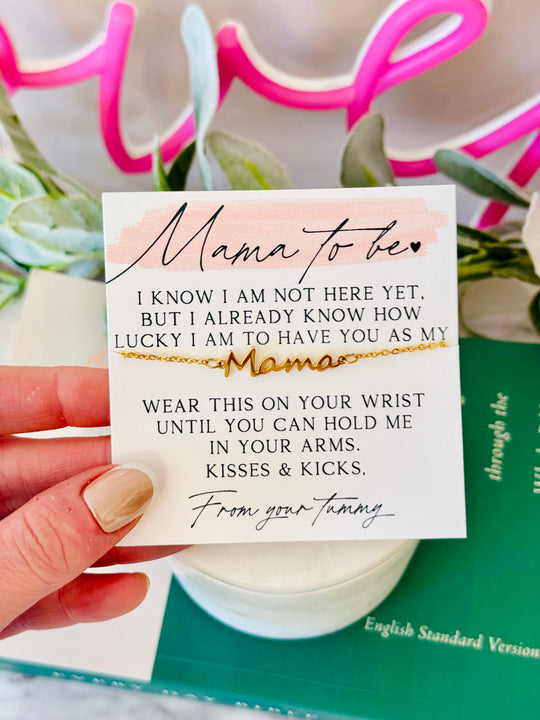 Mama to be
I KNOW I AM NOT HERE YET,
BUT I ALREADY KNOW HOW
LUCKY I AM TO HAVE YOU AS MY
Mama
WEAR THIS ON YOUR WRIST
UNTIL YOU CAN HOLD ME
IN YOUR ARMS.
KISSES & KICKS,
From your tummy
through the
English Standard Version